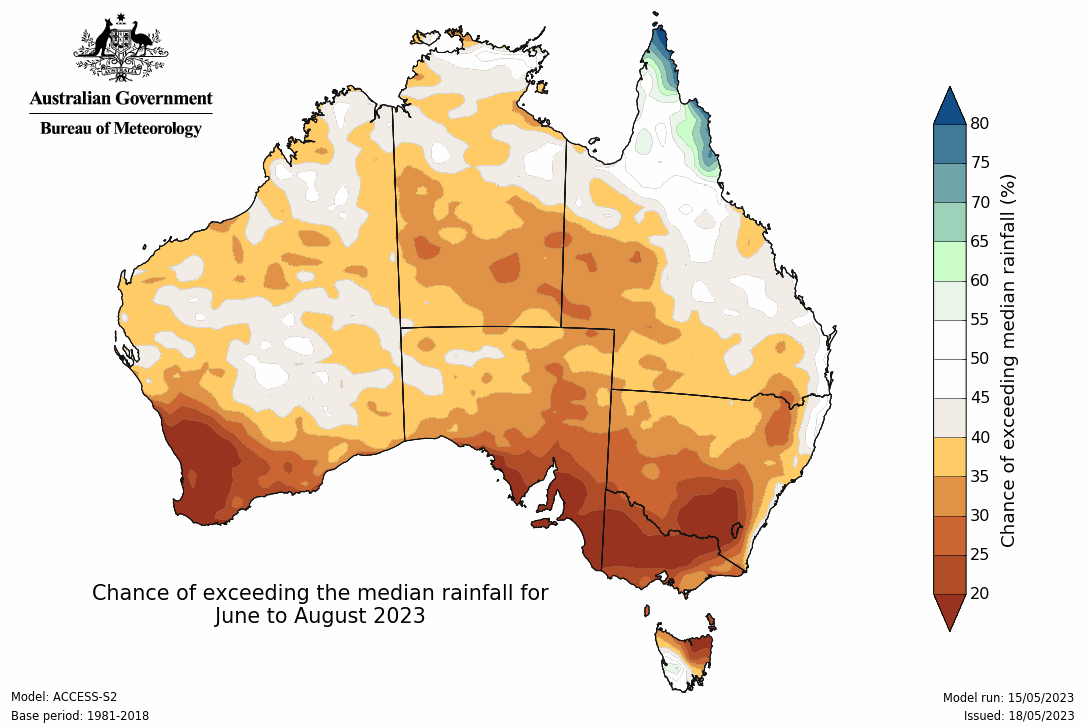 Australian Government
Bureau of Meteorology
80
75
70
65
60
55
50
45
40
35
30
25
20
Chance of exceeding median rainfall (%)
Chance of exceeding the median rainfall for
June to August 2023
Model: ACCESS-S2
Base period: 1981-2018
Model run: 15/05/2023
Issued: 18/05/2023